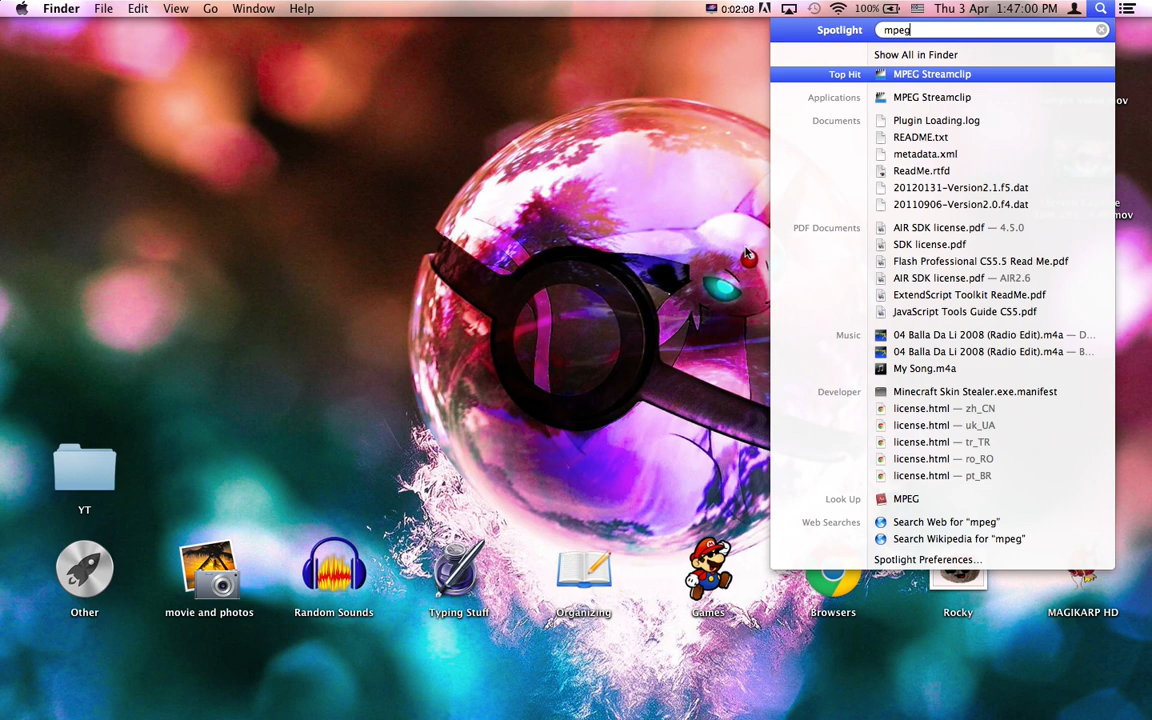 Finder File Edit View Go Window Help 0:02:08 100% Thu 3 Apr 1:47:00 PM
Spotlight mpeg
Show All in Finder
Top Hit MPEG Streamclip
Applications MPEG Streamclip
Documents Plugin Loading.log
README.txt
metadata.xml
ReadMe.rtfd
20120131-Version2.1.f5.dat
20110906-Version2.0.f4.dat
PDF Documents AIR SDK license.pdf — 4.5.0
SDK license.pdf
Flash Professional CS5.5 Read Me.pdf
AIR SDK license.pdf — AIR2.6
ExtendScript Toolkit ReadMe.pdf
JavaScript Tools Guide CS5.pdf
Music 04 Balla Da Li 2008 (Radio Edit).m4a — D...
04 Balla Da Li 2008 (Radio Edit).m4a — B...
My Song.m4a
Developer Minecraft Skin Stealer.exe.manifest
license.html — zh_CN
license.html — uk_UA
license.html — tr_TR
license.html — ro_RO
license.html — pt_BR
Look Up MPEG
Web Searches Search Web for "mpeg"
Search Wikipedia for "mpeg"
Spotlight Preferences...
YT
Other movie and photos Random Sounds Typing Stuff Organizing Games Browsers Rocky MAGIKARP HD